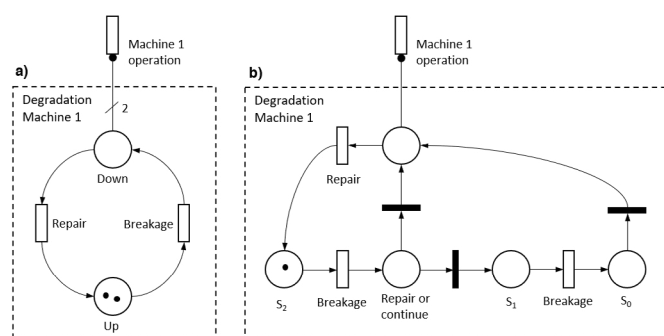 a)
Machine 1
operation
Degradation
Machine 1
2
Down
Repair
Breakage
Up
b)
Machine 1
operation
Degradation
Machine 1
Repair
S2
Breakage
Repair or
continue
S1
Breakage
S0